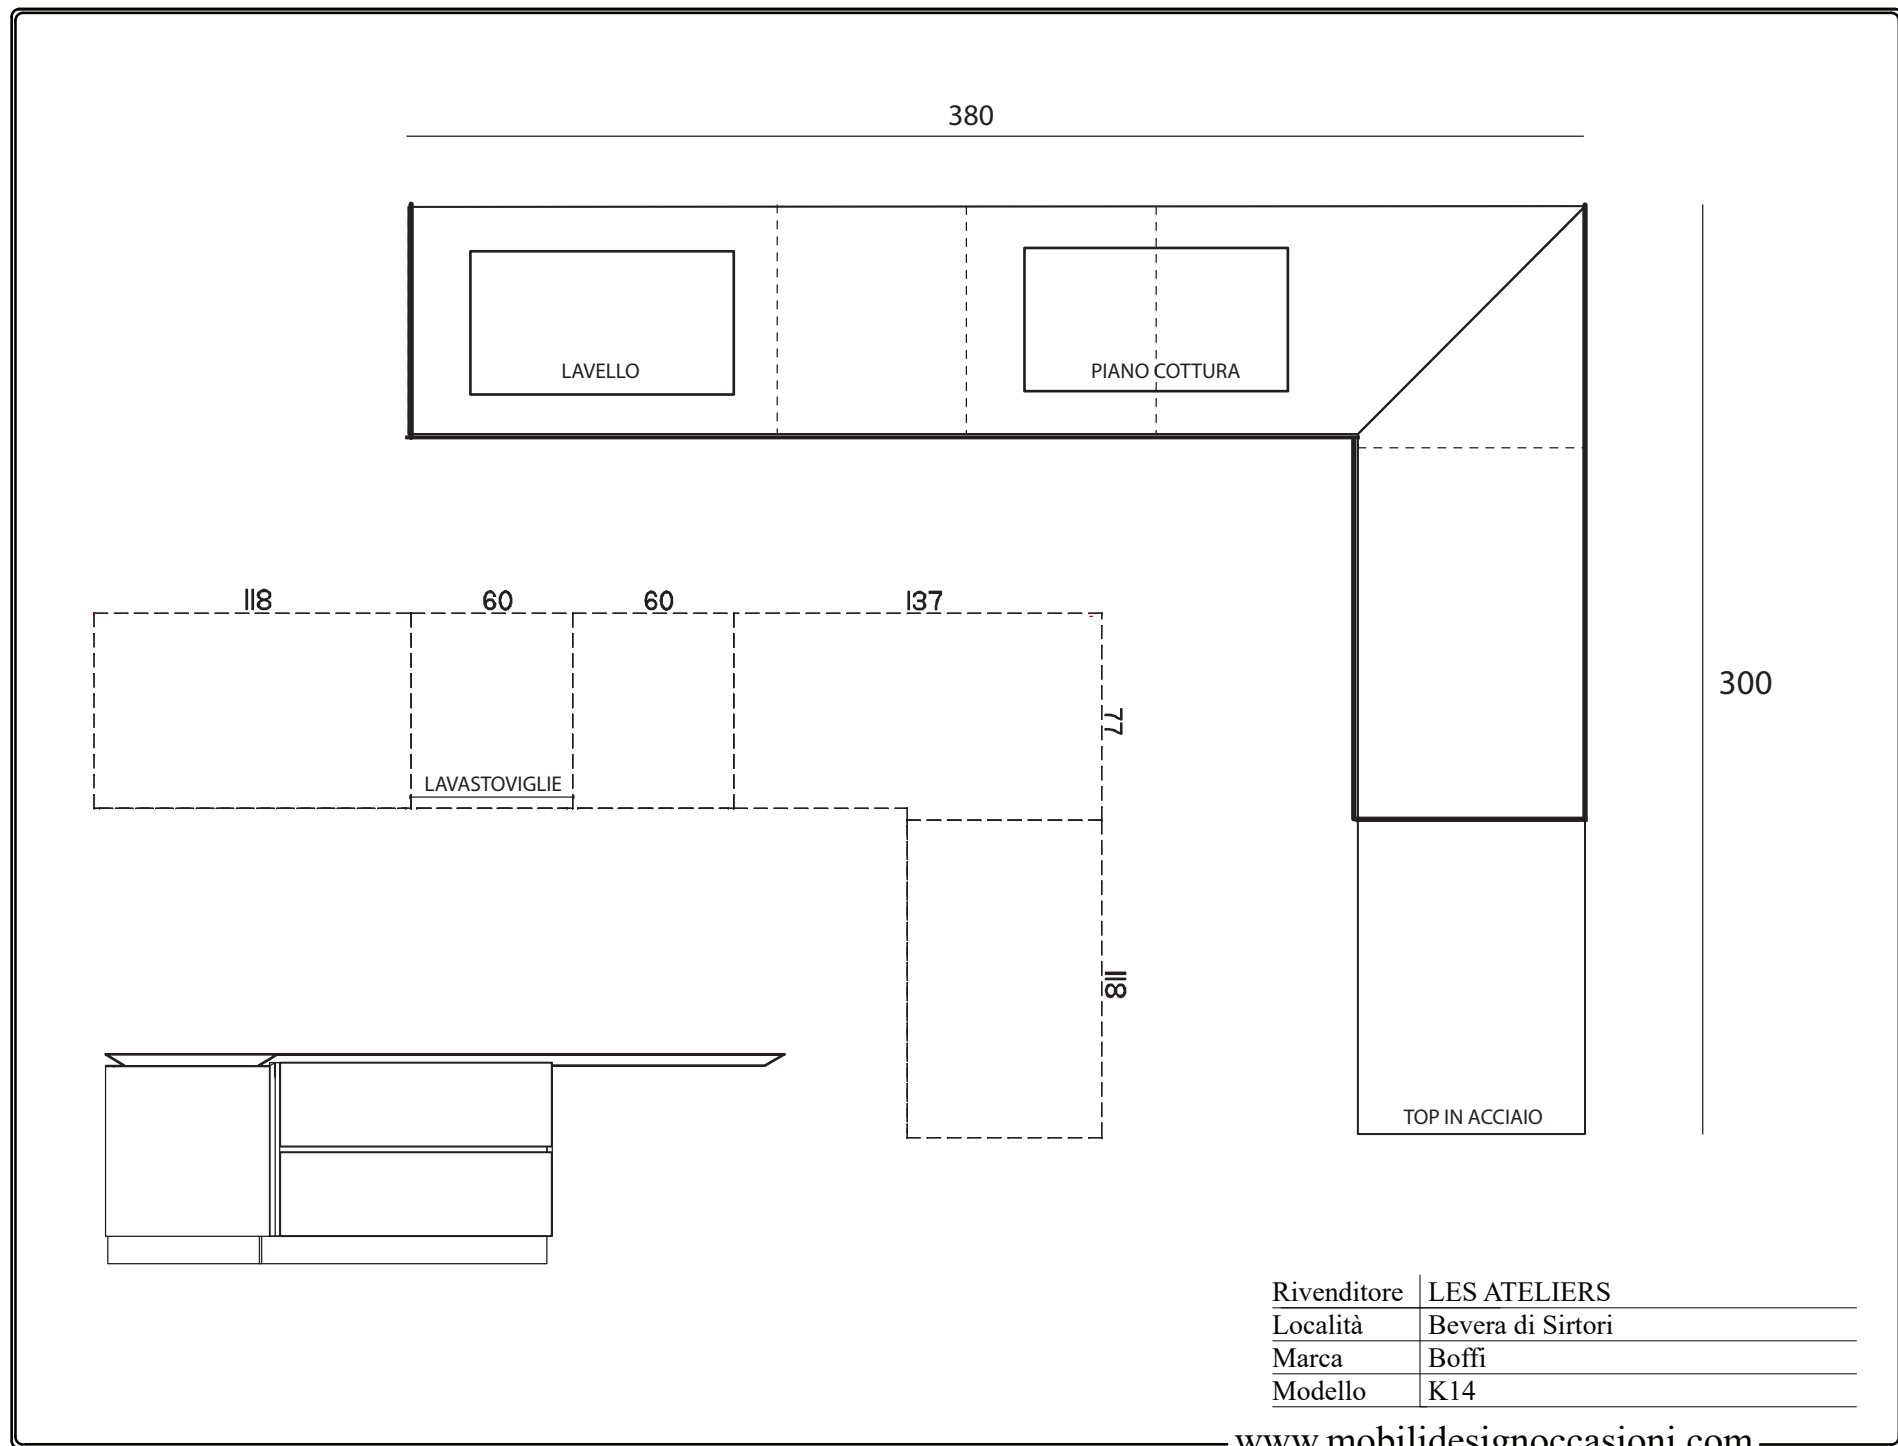 380
LAVELLO
PIANO COTTURA
118
60
60
137
77
300
LAVASTOVIGLIE
118
TOP IN ACCIAIO
Rivenditore LES ATELIERS
Località Bevera di Sirtori
Marca Boffi
Modello K14
www.mobilidesignoccasioni.com